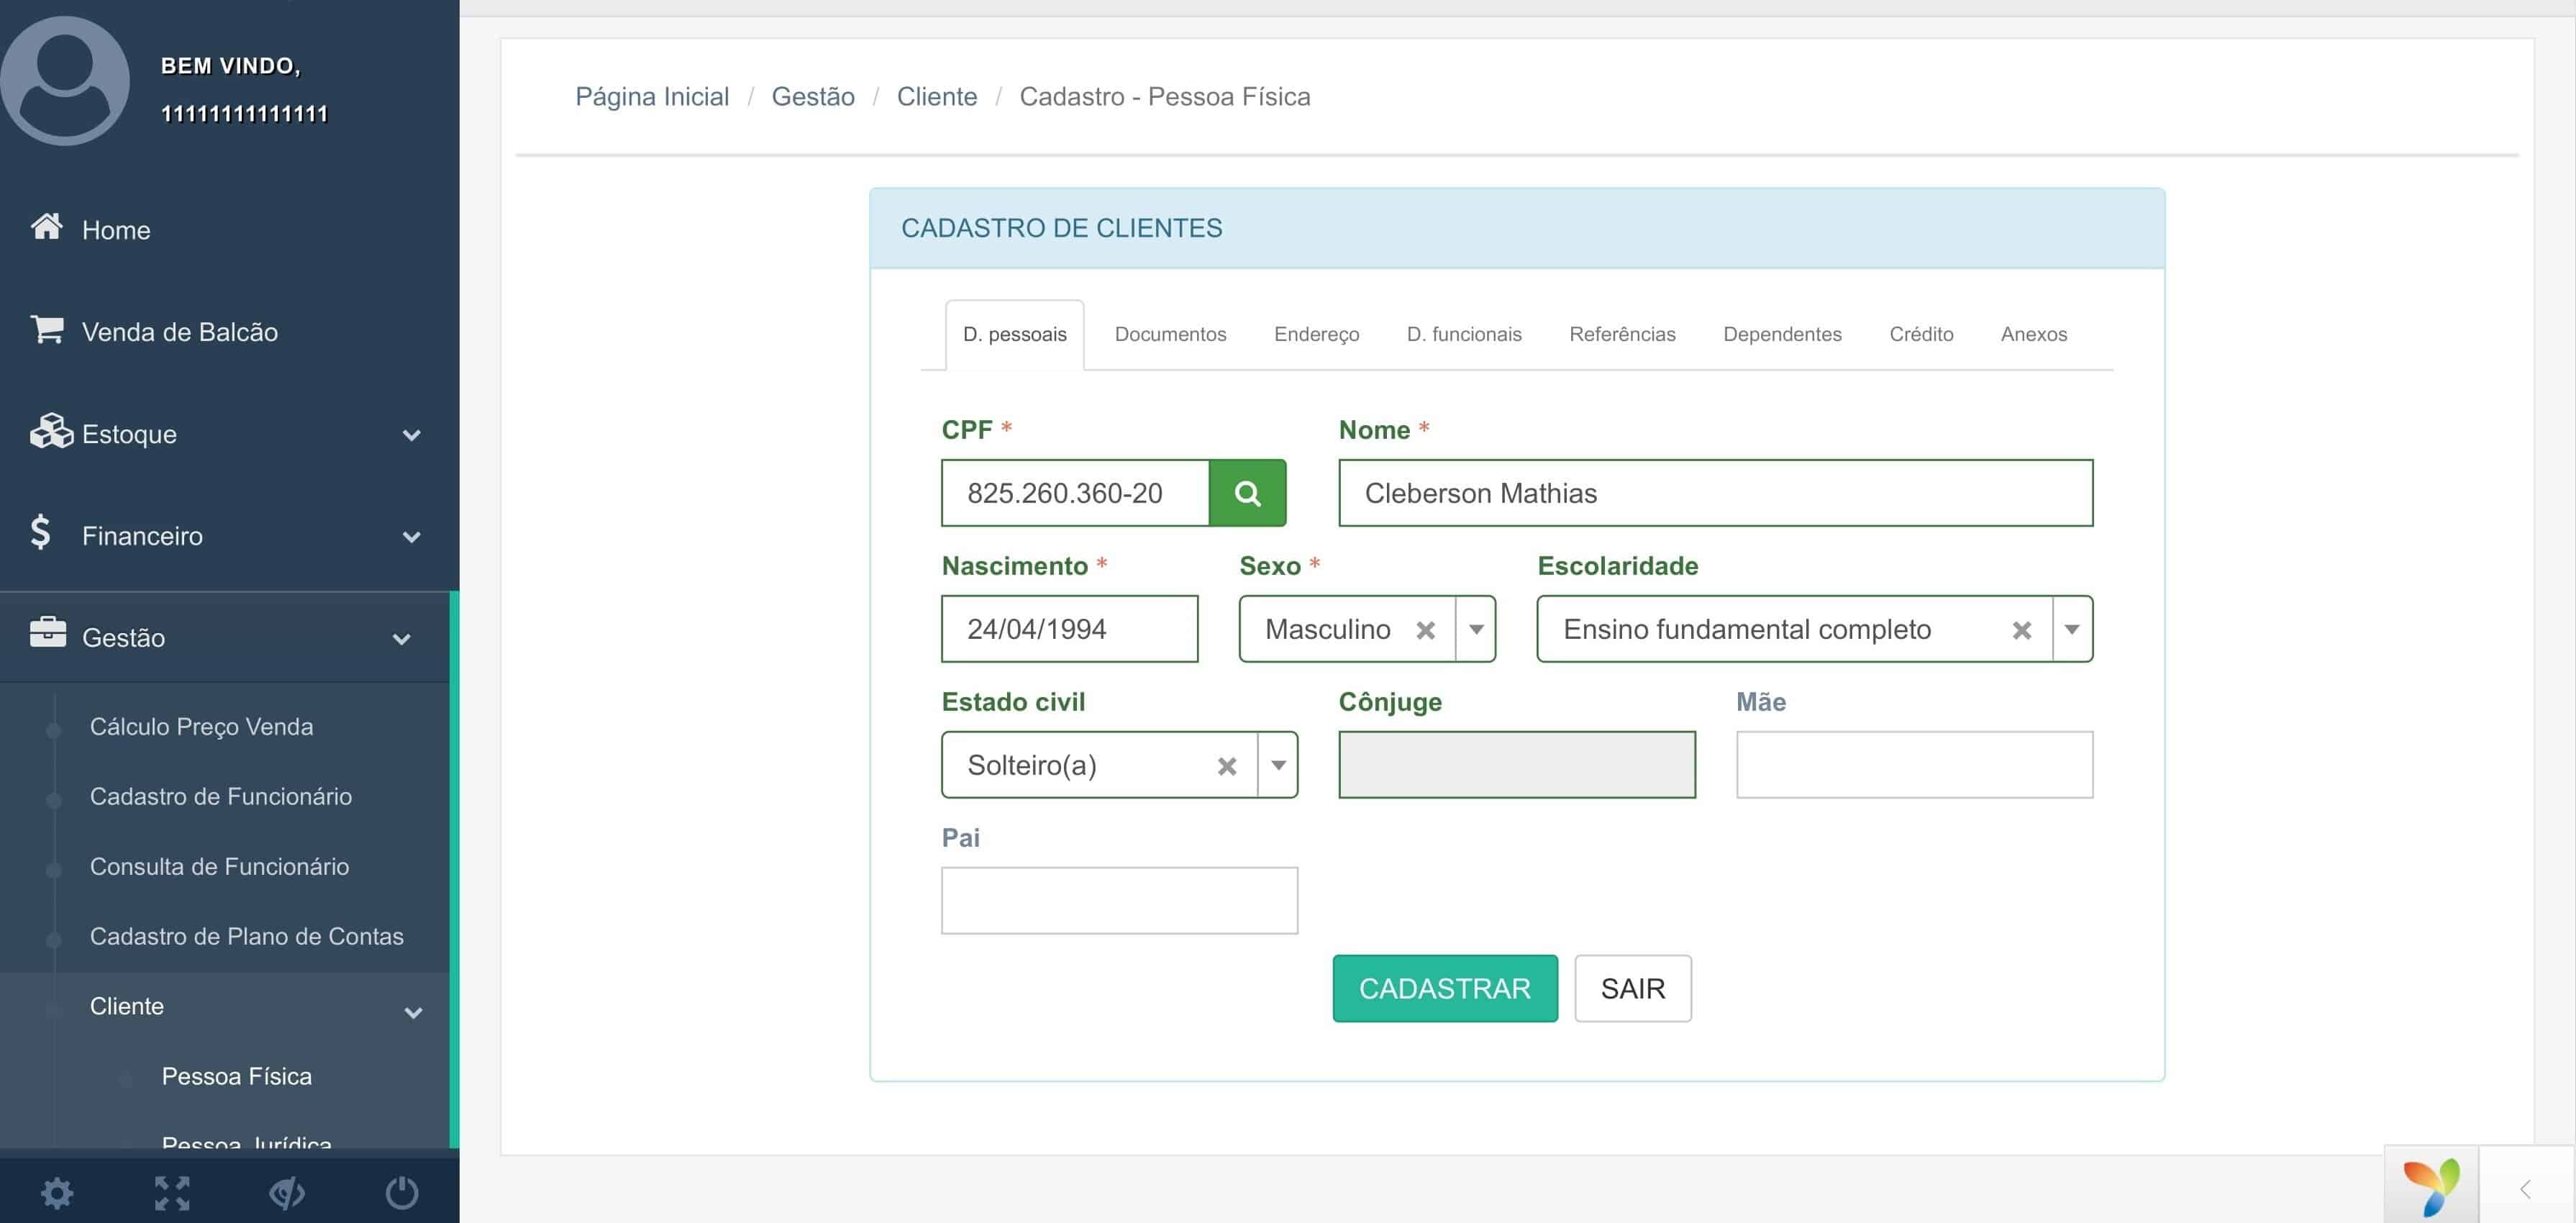 BEM VINDO,
11111111111111
Home
Venda de Balcão
Estoque
Financeiro
Gestão
Cálculo Preço Venda
Cadastro de Funcionário
Consulta de Funcionário
Cadastro de Plano de Contas
Cliente
Pessoa Física
Pessoa Jurídica
Página Inicial / Gestão / Cliente / Cadastro - Pessoa Física
CADASTRO DE CLIENTES
D. pessoais Documentos Endereço D. funcionais Referências Dependentes Crédito Anexos
CPF * Nome *
825.260.360-20 Cleberson Mathias
Nascimento * Sexo * Escolaridade
24/04/1994 Masculino Ensino fundamental completo
Estado civil Cônjuge Mãe
Solteiro(a)
Pai
CADASTRAR SAIR